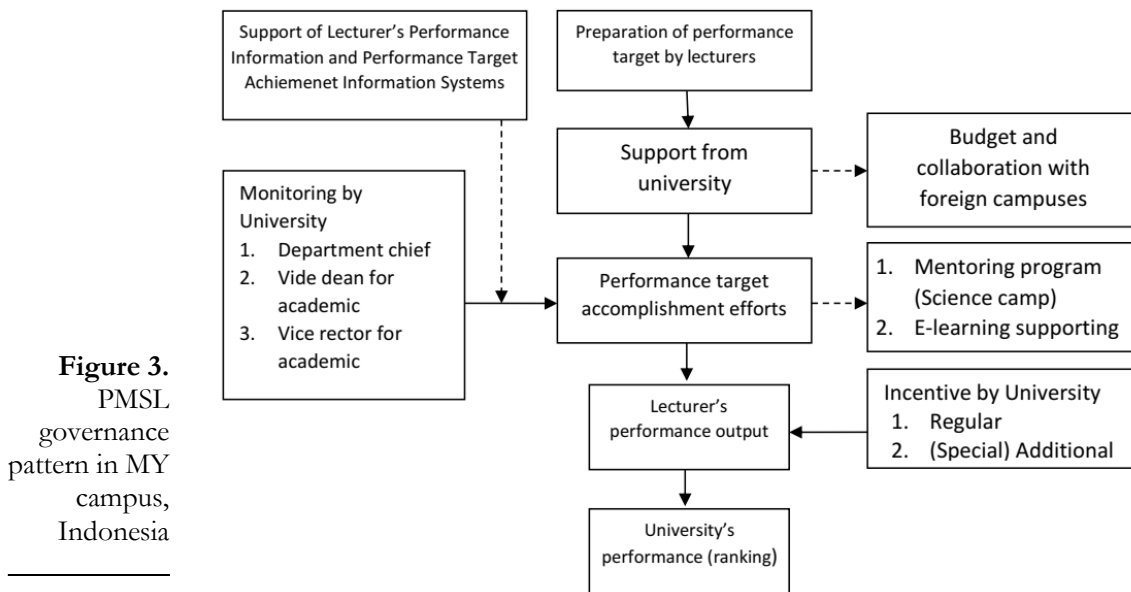 Support of Lecturer's Performance
Information and Performance Target
Achiemenet Information Systems
Preparation of performance
target by lecturers
Support from
university
Budget and
collaboration with
foreign campuses
Monitoring by
University
1. Department chief
2. Vide dean for
academic
3. Vice rector for
academic
Performance target
accomplishment efforts
1. Mentoring program
(Science camp)
2. E-learning supporting
Lecturer's
performance output
Incentive by University
1. Regular
2. (Special) Additional
University's
performance (ranking)
Figure 3.
PMSL
governance
pattern in MY
campus,
Indonesia